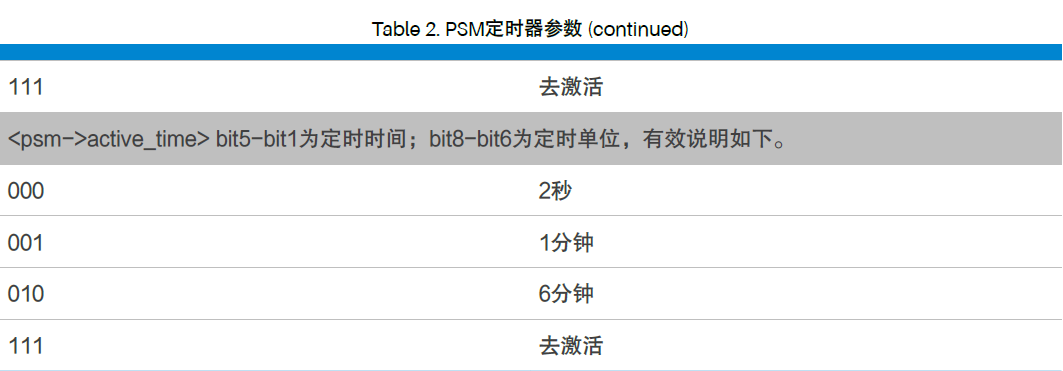 Table 2. PSM定时器参数 (continued)
111 去激活
<psm->active_time> bit5-bit1为定时时间；bit8-bit6为定时单位，有效说明如下。
000 2秒
001 1分钟
010 6分钟
111 去激活